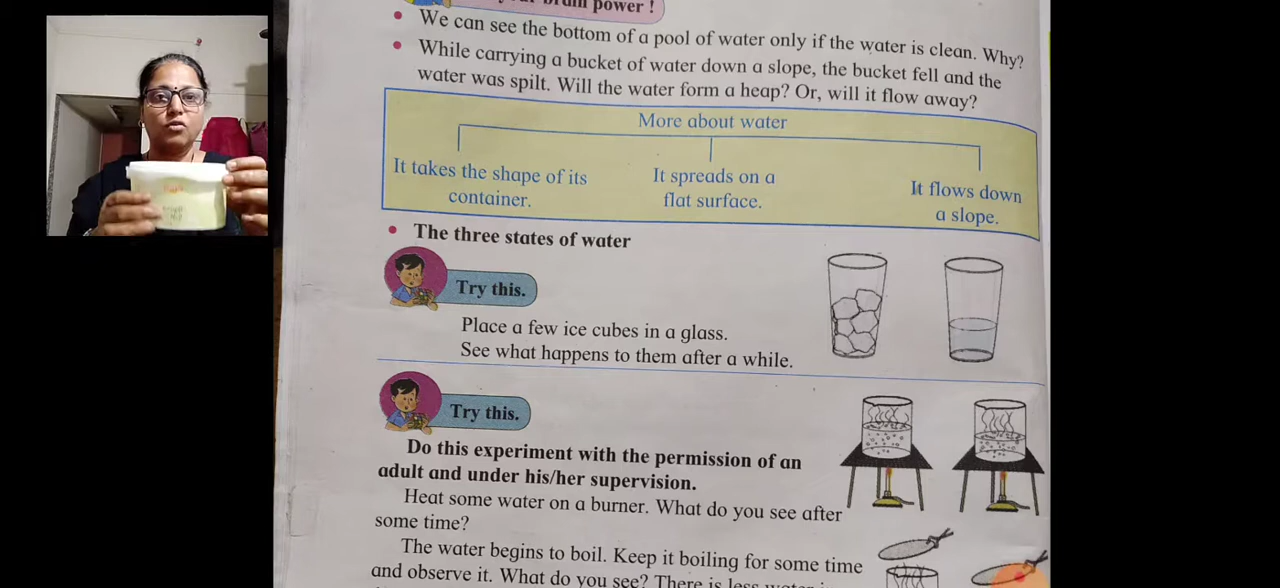 brain power !
• We can see the bottom of a pool of water only if the water is clean. Why?
• While carrying a bucket of water down a slope, the bucket fell and the
water was spilt. Will the water form a heap? Or, will it flow away?
More about water
It takes the shape of its
container.
It spreads on a
flat surface.
It flows down
a slope.
• The three states of water
Try this.
Place a few ice cubes in a glass.
See what happens to them after a while.
Try this.
Do this experiment with the permission of an
adult and under his/her supervision.
Heat some water on a burner. What do you see after
some time?
The water begins to boil. Keep it boiling for some time
and observe it. What do you see? There is less water